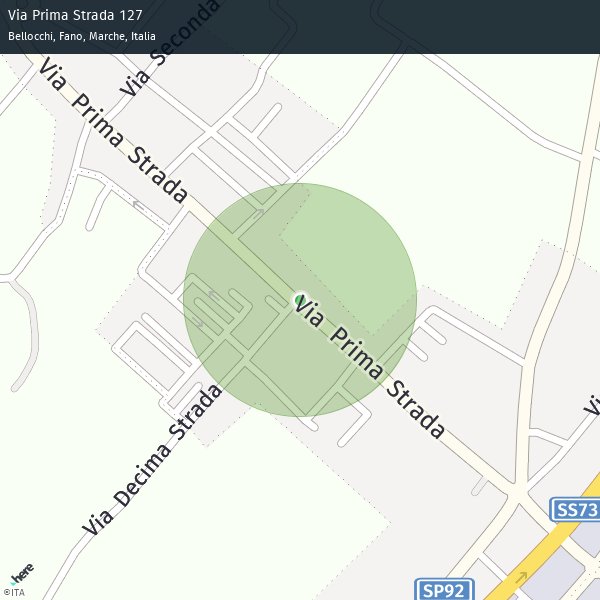 Via Prima Strada 127
Bellocchi, Fano, Marche, Italia
Via Seconda
Via Prima Strada
Via Prima Strada
Via Decima Strada
SS73
SP92
here
©ITA